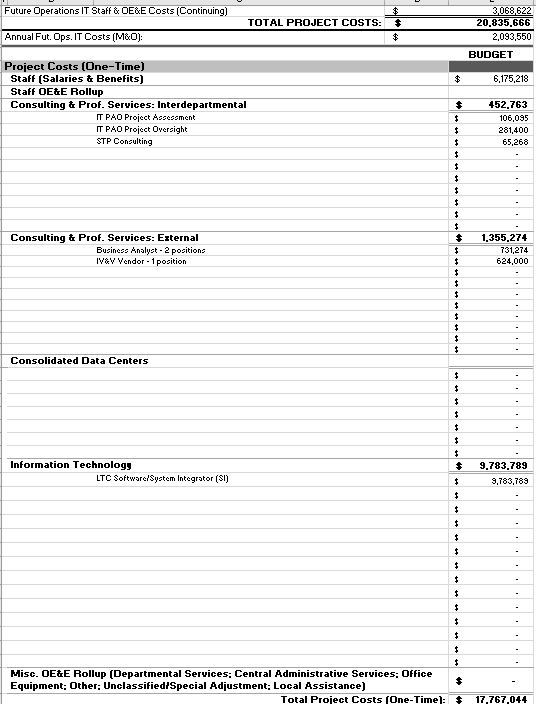 Future Operations IT Staff & OE&E Costs (Continuing) $ 3,068,622
TOTAL PROJECT COSTS: $ 20,835,666
Annual Fut. Ops. IT Costs (M&O): $ 2,093,550
BUDGET
Project Costs (One-Time)
Staff (Salaries & Benefits) $ 6,175,218
Staff OE&E Rollup
Consulting & Prof. Services: Interdepartmental $ 452,763
IT PAO Project Assessment $ 106,095
IT PAO Project Oversight $ 281,400
STP Consulting $ 65,268
$ -
$ -
$ -
$ -
$ -
$ -
$ -
Consulting & Prof. Services: External $ 1,355,274
Business Analyst - 2 positions $ 731,274
IV&V Vendor - 1 position $ 624,000
$ -
$ -
$ -
$ -
$ -
$ -
$ -
$ -
Consolidated Data Centers
$ -
$ -
$ -
$ -
$ -
$ -
$ -
Information Technology $ 9,783,789
LTC Software/System Integrator (SI) $ 9,783,789
$ -
$ -
$ -
$ -
$ -
$ -
$ -
$ -
$ -
$ -
$ -
$ -
$ -
Misc. OE&E Rollup (Departmental Services; Central Administrative Services; Office
Equipment; Other; Unclassified/Special Adjustment; Local Assistance) $ -
Total Project Costs (One-Time): $ 17,767,044